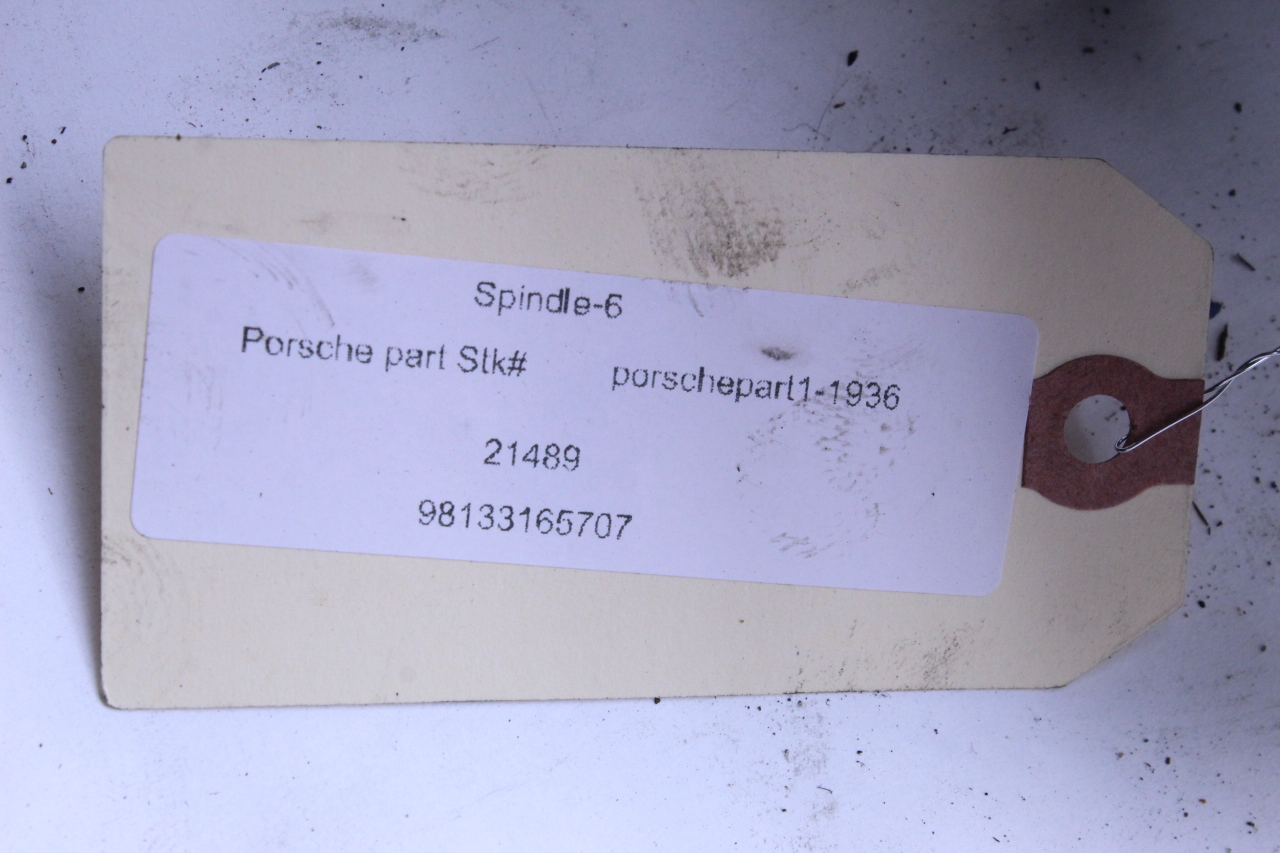 Spindle-6
Porsche part Stk# porschepart1-1936
21489
98133165707